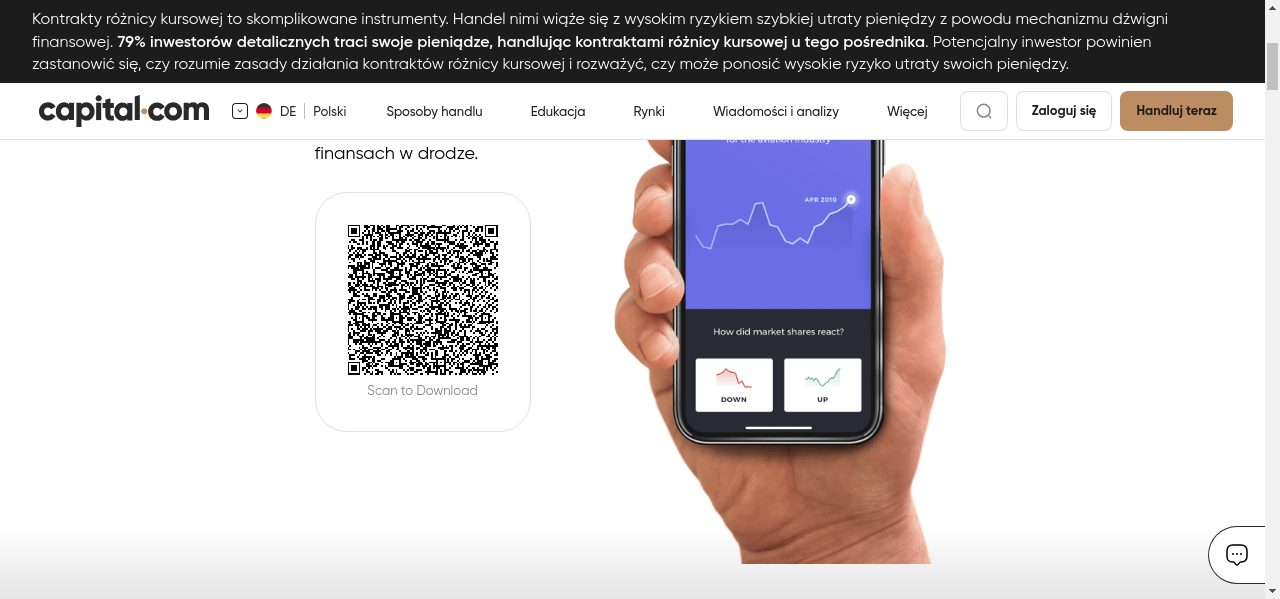 Kontrakty różnicy kursowej to skomplikowane instrumenty. Handel nimi wiąże się z wysokim ryzykiem szybkiej utraty pieniędzy z powodu mechanizmu dźwigni
finansowej. 79% inwestorów detalicznych traci swoje pieniądze, handlując kontraktami różnicy kursowej u tego pośrednika. Potencjalny inwestor powinien
zastanowić się, czy rozumie zasady działania kontraktów różnicy kursowej i rozważyć, czy może ponosić wysokie ryzyko utraty swoich pieniędzy.
capital.com DE Polski Sposoby handlu Edukacja Rynki Wiadomości i analizy Więcej Zaloguj się Handluj teraz
for the aviation industry
finansach w drodze.
APR 2010
How did market shares react?
Scan to Download
DOWN UP